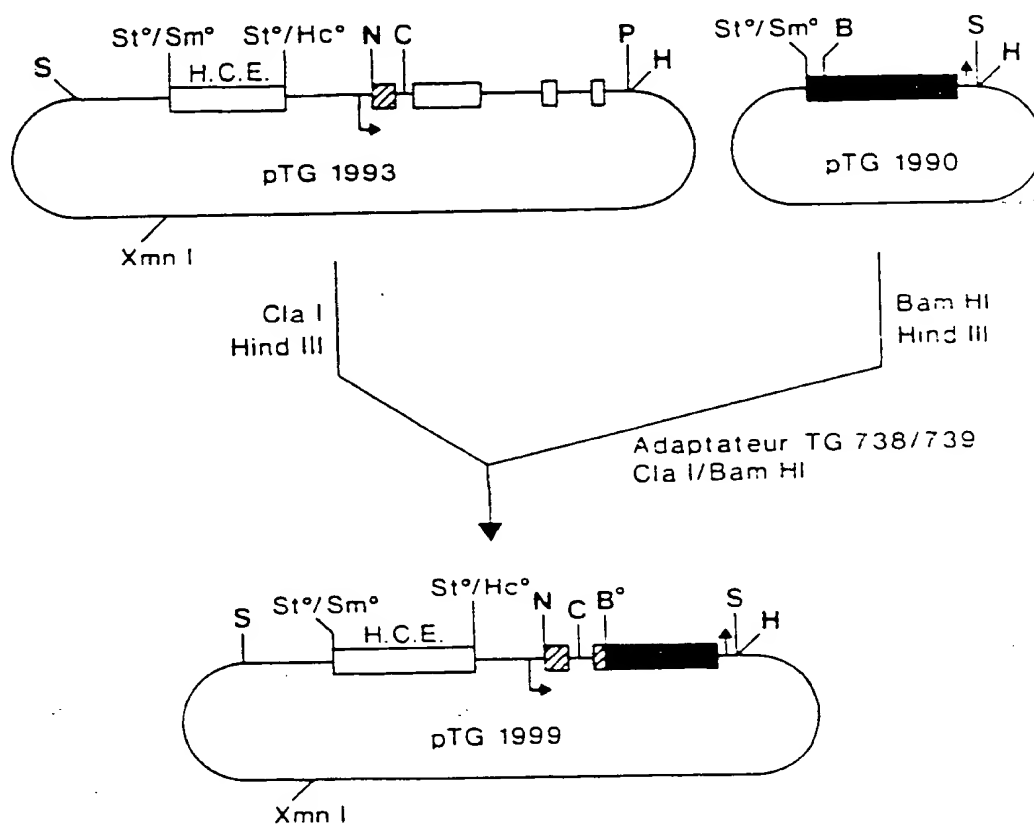 St°/Sm° St°/Hc° N C P H
S H.C.E.
pTG 1993
Xmn I
St°/Sm° B S H
pTG 1990
Cla I
Hind III
Bam HI
Hind III
Adaptateur TG 738/739
Cla I/Bam HI
S St°/Sm° St°/Hc° N C B° S H
H.C.E.
pTG 1999
Xmn I